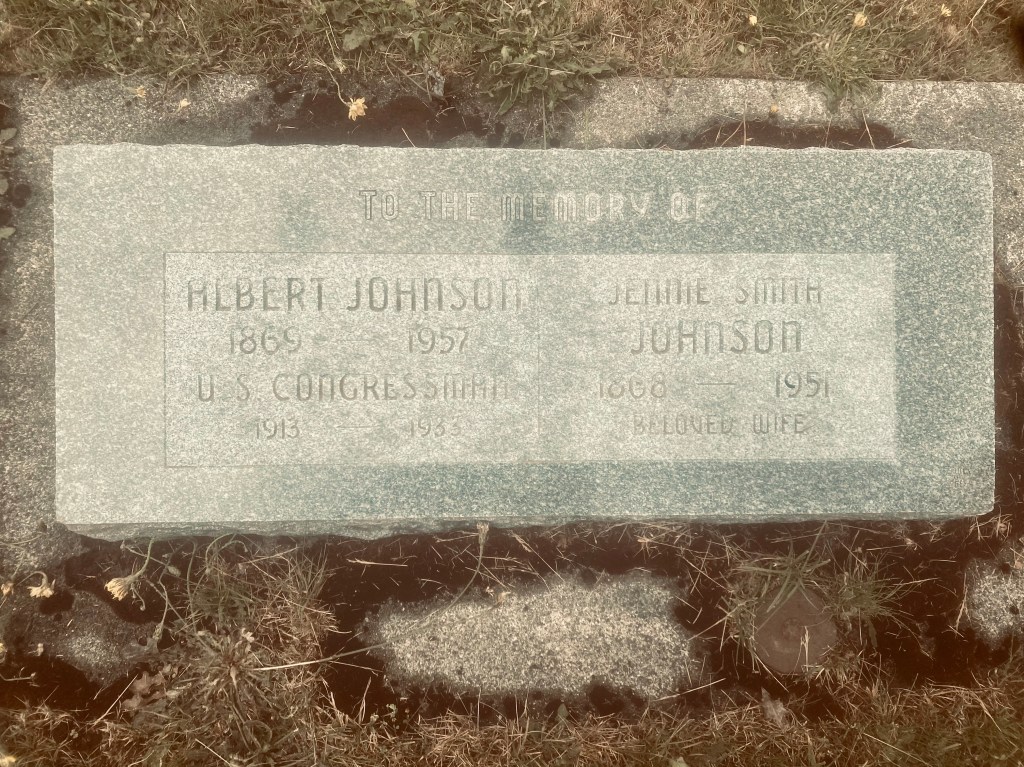 TO THE MEMORY OF
ALBERT JOHNSON
1869 — 1957
U.S. CONGRESSMAN
1913 — 1933
JENNIE SMITH
JOHNSON
1868 — 1951
BELOVED WIFE